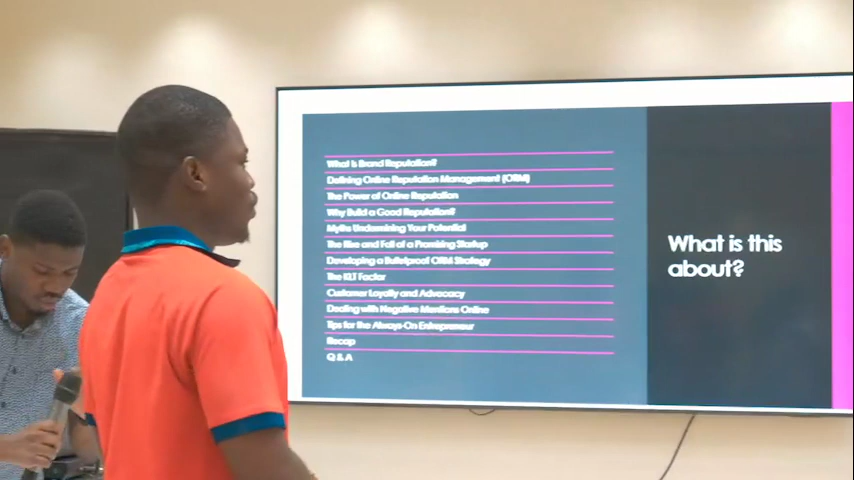 What is Brand Reputation?
Defining Online Reputation Management (ORM)
The Power of Online Reputation
Why Build a Good Reputation?
Myths Undermining Your Potential
The Rise and Fall of a Promising Startup
Developing a Bulletproof ORM Strategy
The KLT Factor
Customer Loyalty and Advocacy
Dealing with Negative Mentions Online
Tips for the Always-On Entrepreneur
Recap
Q & A
What is this
about?